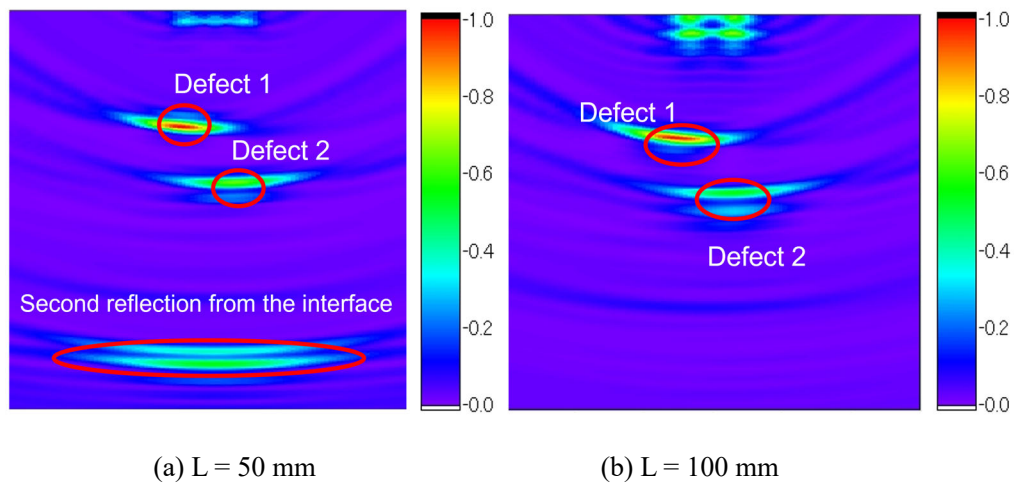 Defect 1
Defect 2
Second reflection from the interface
-1.0
-0.8
-0.6
-0.4
-0.2
-0.0
Defect 1
Defect 2
-1.0
-0.8
-0.6
-0.4
-0.2
-0.0
(a) L = 50 mm
(b) L = 100 mm